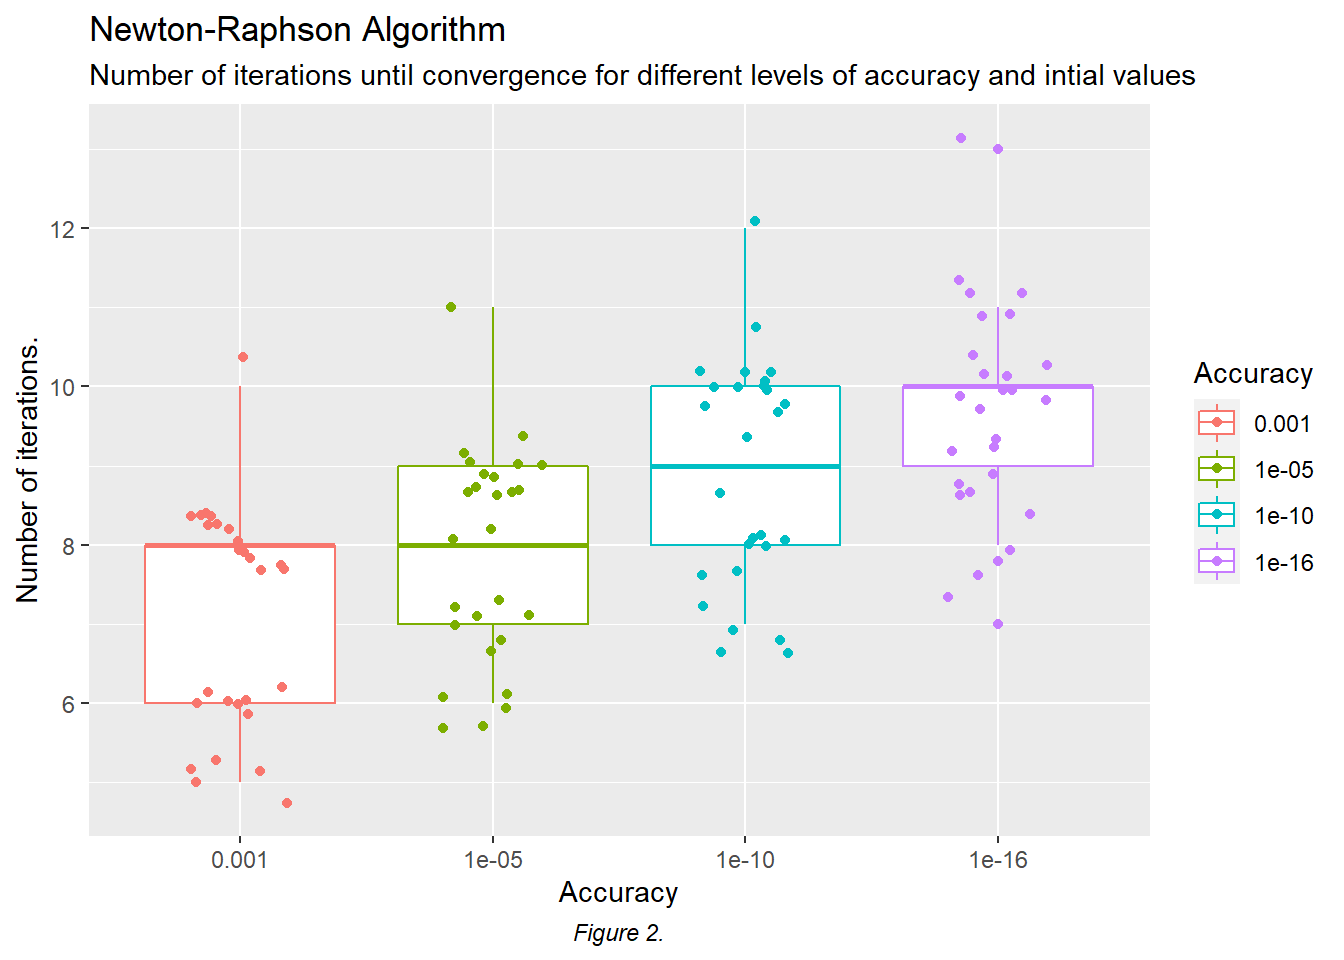 Newton-Raphson Algorithm
Number of iterations until convergence for different levels of accuracy and intial values
Number of iterations.
12
10
8
6
0.001
1e-05
1e-10
1e-16
Accuracy
Figure 2.
Accuracy
0.001
1e-05
1e-10
1e-16